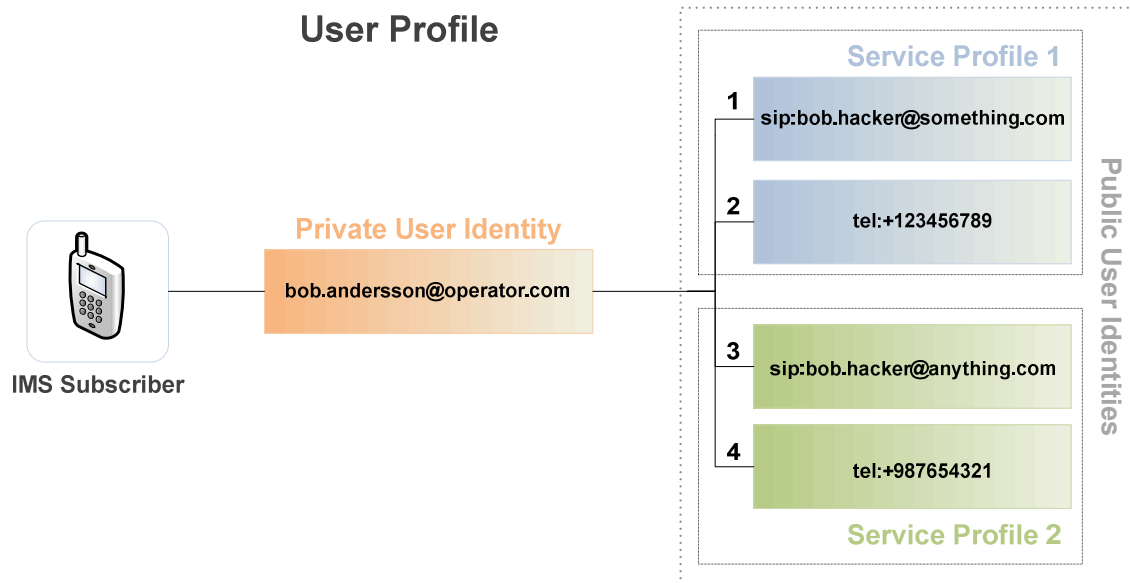 User Profile
Service Profile 1
1
sip:bob.hacker@something.com
2
tel:+123456789
Private User Identity
bob.andersson@operator.com
IMS Subscriber
3
sip:bob.hacker@anything.com
4
tel:+987654321
Service Profile 2
Public User Identities